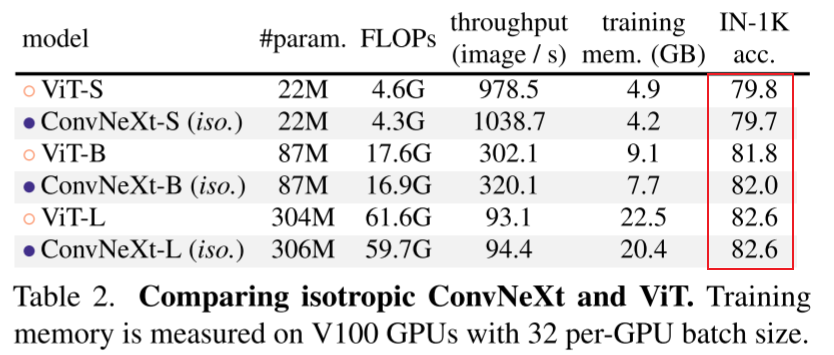 model #param. FLOPs throughput (image / s) training mem. (GB) IN-1K acc.
○ ViT-S 22M 4.6G 978.5 4.9 79.8
● ConvNeXt-S (iso.) 22M 4.3G 1038.7 4.2 79.7
○ ViT-B 87M 17.6G 302.1 9.1 81.8
● ConvNeXt-B (iso.) 87M 16.9G 320.1 7.7 82.0
○ ViT-L 304M 61.6G 93.1 22.5 82.6
● ConvNeXt-L (iso.) 306M 59.7G 94.4 20.4 82.6
Table 2. Comparing isotropic ConvNeXt and ViT. Training
memory is measured on V100 GPUs with 32 per-GPU batch size.